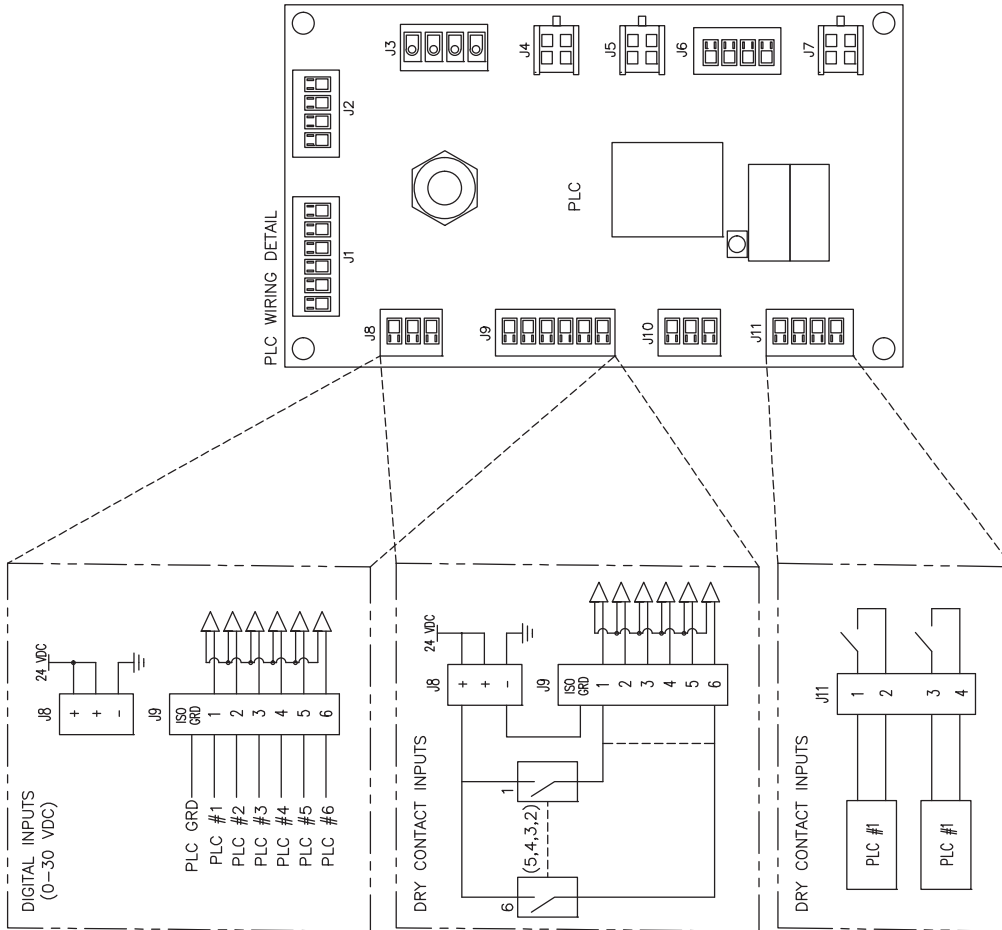 PLC WIRING DETAIL
J1
J2
J3
J4
J5
J6
J7
J8
J9
J10
J11
PLC
DIGITAL INPUTS
(0-30 VDC)
24 VDC
J8
+
+
-
J9
ISO
GRD
1
2
3
4
5
6
PLC GRD
PLC #1
PLC #2
PLC #3
PLC #4
PLC #5
PLC #6
DRY CONTACT INPUTS
24 VDC
J8
+
+
-
J9
ISO
GRD
1
2
3
4
5
6
1
(5,4,3,2)
6
DRY CONTACT INPUTS
J11
1
2
3
4
PLC #1
PLC #1